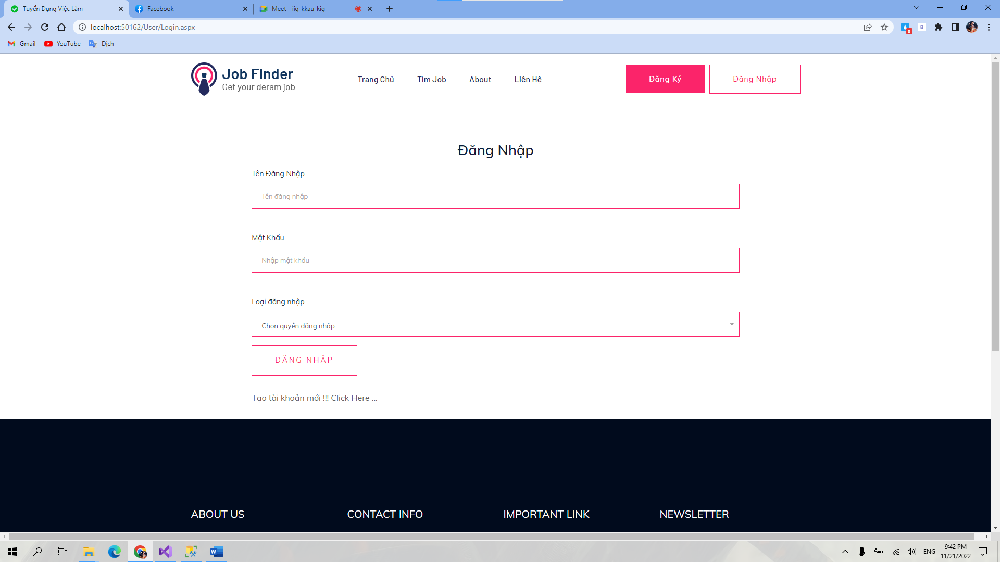 Tuyển Dụng Việc Làm
Facebook
Meet - iiq-kkau-kig
localhost:50162/User/Login.aspx
B
0
Gmail
YouTube
Dịch
Job FInder
Get your deram job
Trang Chủ
Tìm Job
About
Liên Hệ
Đăng Ký
Đăng Nhập
Đăng Nhập
Tên Đăng Nhập
Tên đăng nhập
Mật Khẩu
Nhập mật khẩu
Loại đăng nhập
Chọn quyền đăng nhập
ĐĂNG NHẬP
Tạo tài khoản mới !!! Click Here ...
ABOUT US
CONTACT INFO
IMPORTANT LINK
NEWSLETTER
ENG
9:42 PM
11/21/2022